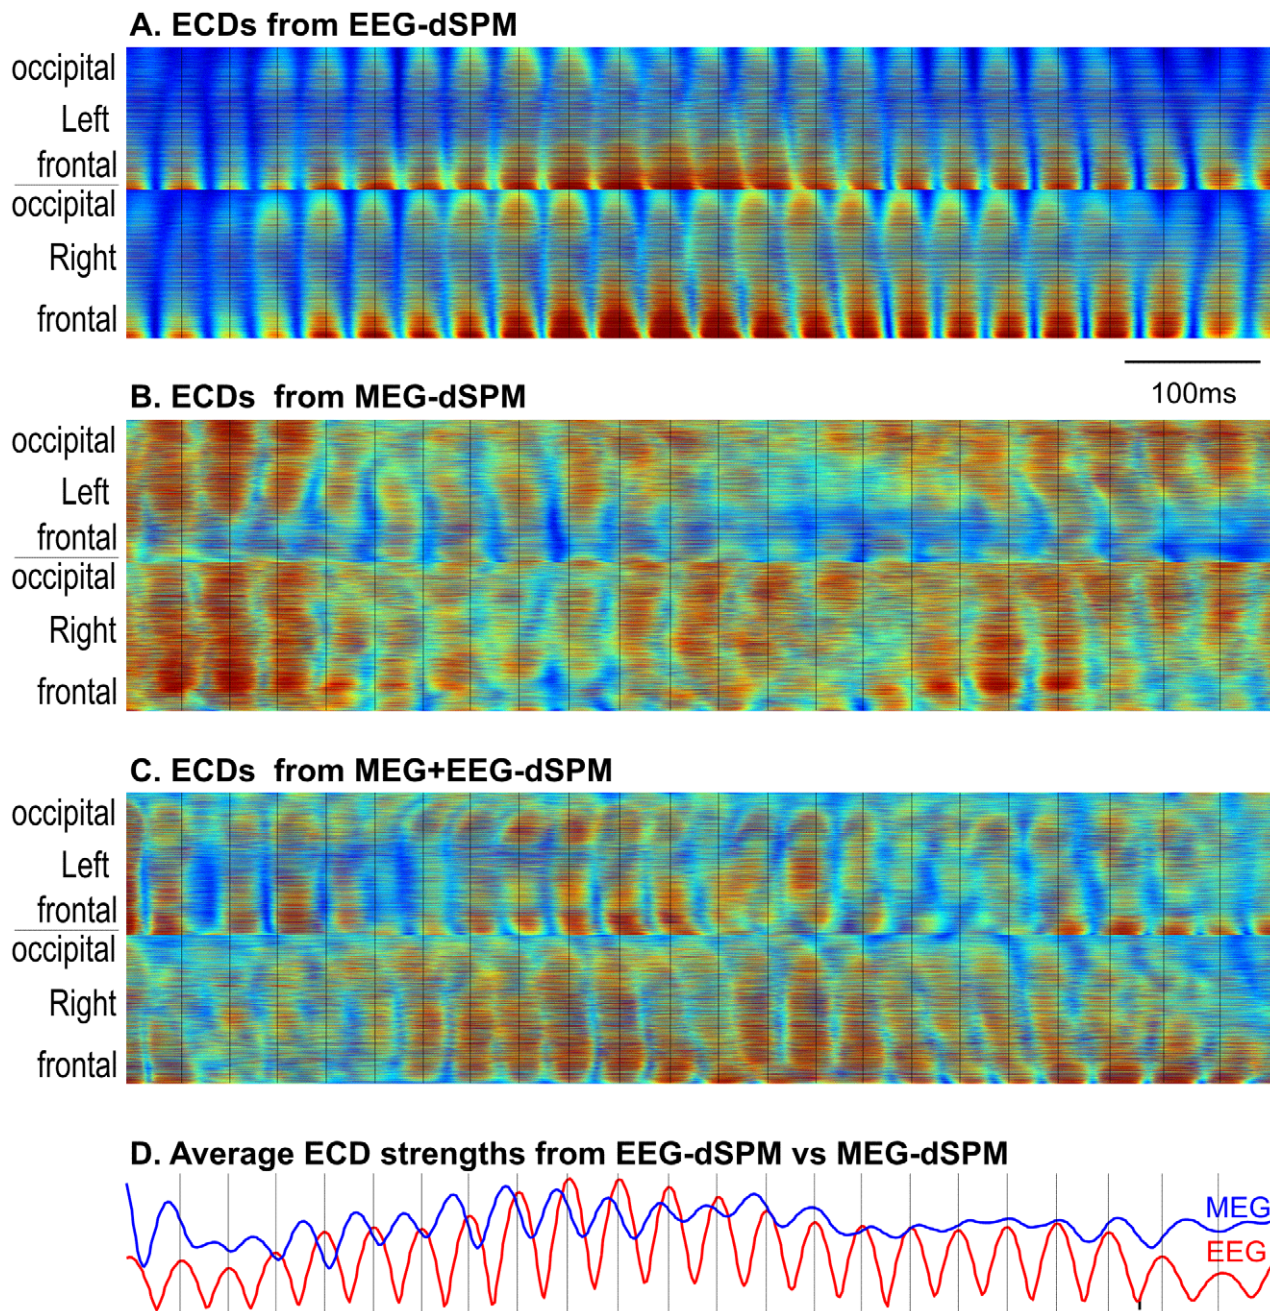 A. ECDs from EEG-dSPM
occipital
Left
frontal
occipital
Right
frontal
100ms
B. ECDs from MEG-dSPM
occipital
Left
frontal
occipital
Right
frontal
C. ECDs from MEG+EEG-dSPM
occipital
Left
frontal
occipital
Right
frontal
D. Average ECD strengths from EEG-dSPM vs MEG-dSPM
MEG
EEG